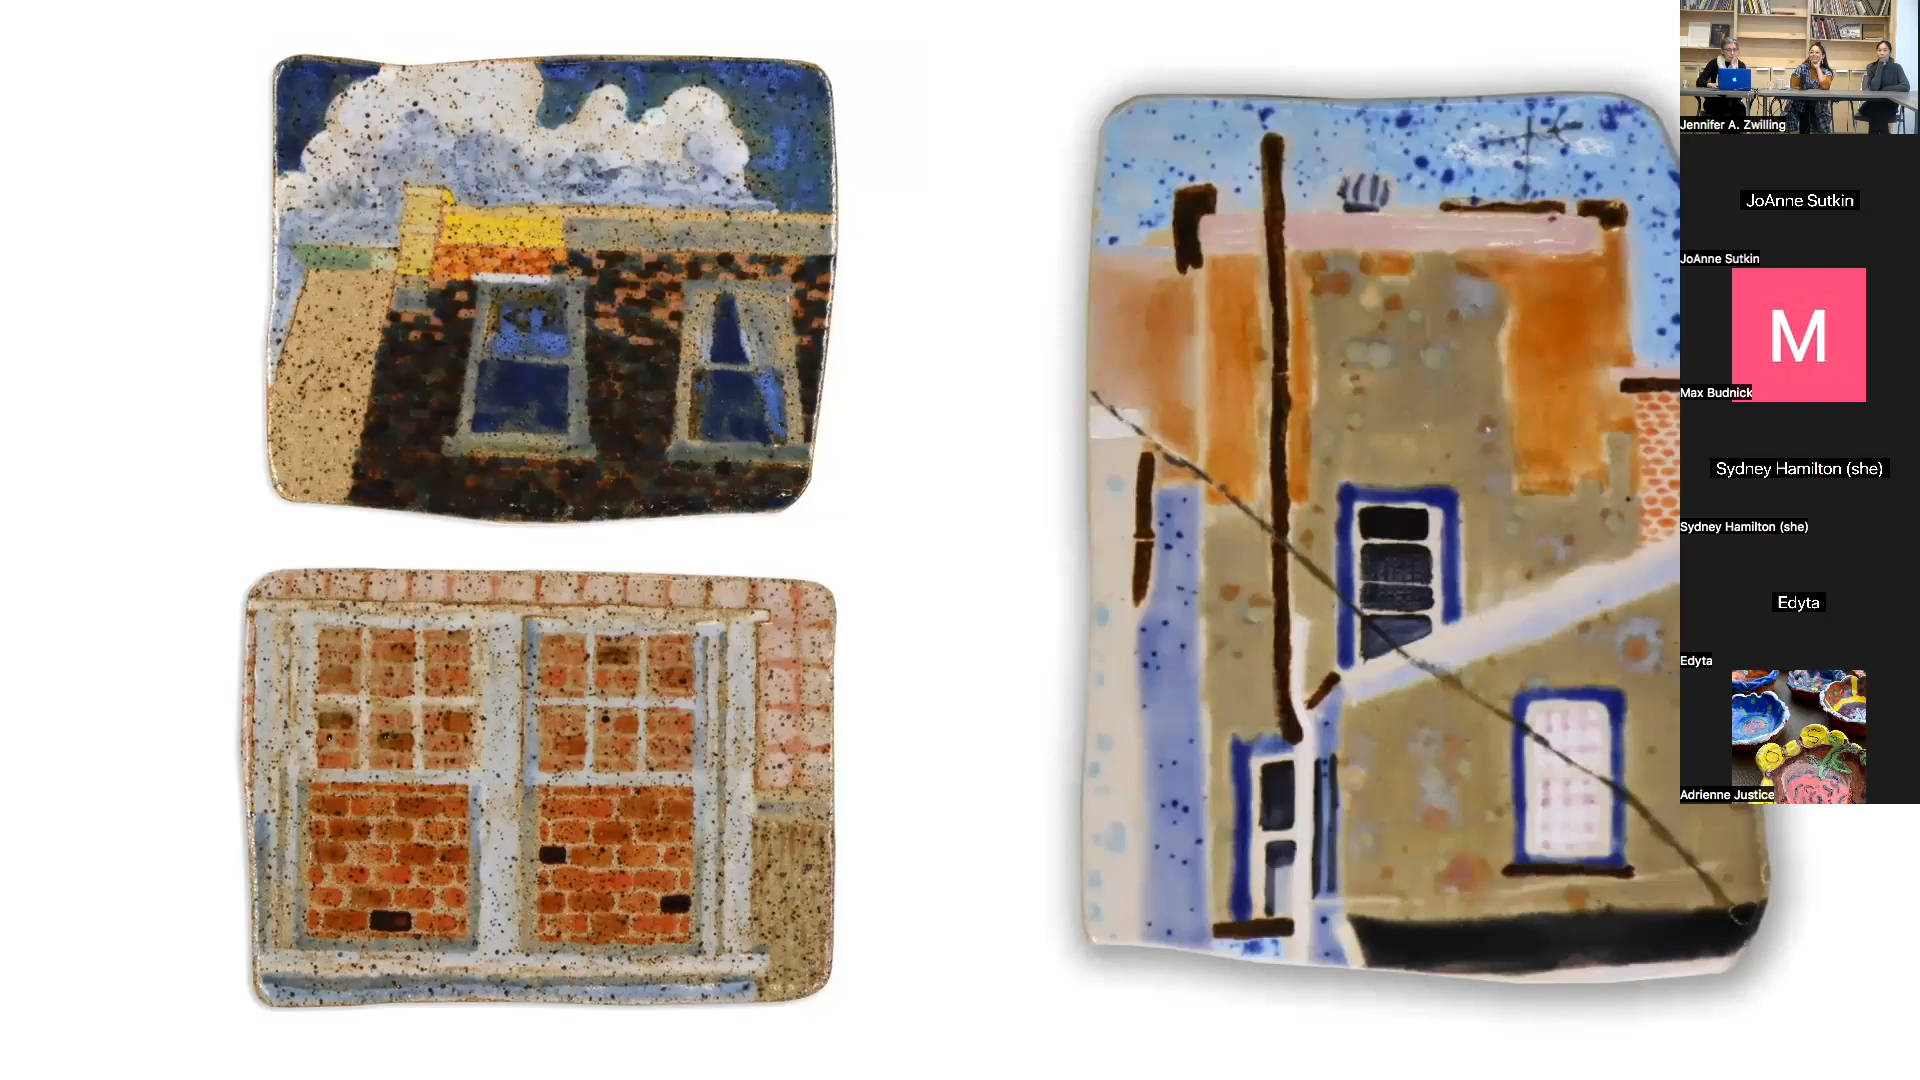 Jennifer A. Zwilling
JoAnne Sutkin
JoAnne Sutkin
M
Max Budnick
Sydney Hamilton (she)
Sydney Hamilton (she)
Edyta
Edyta
Adrienne Justice